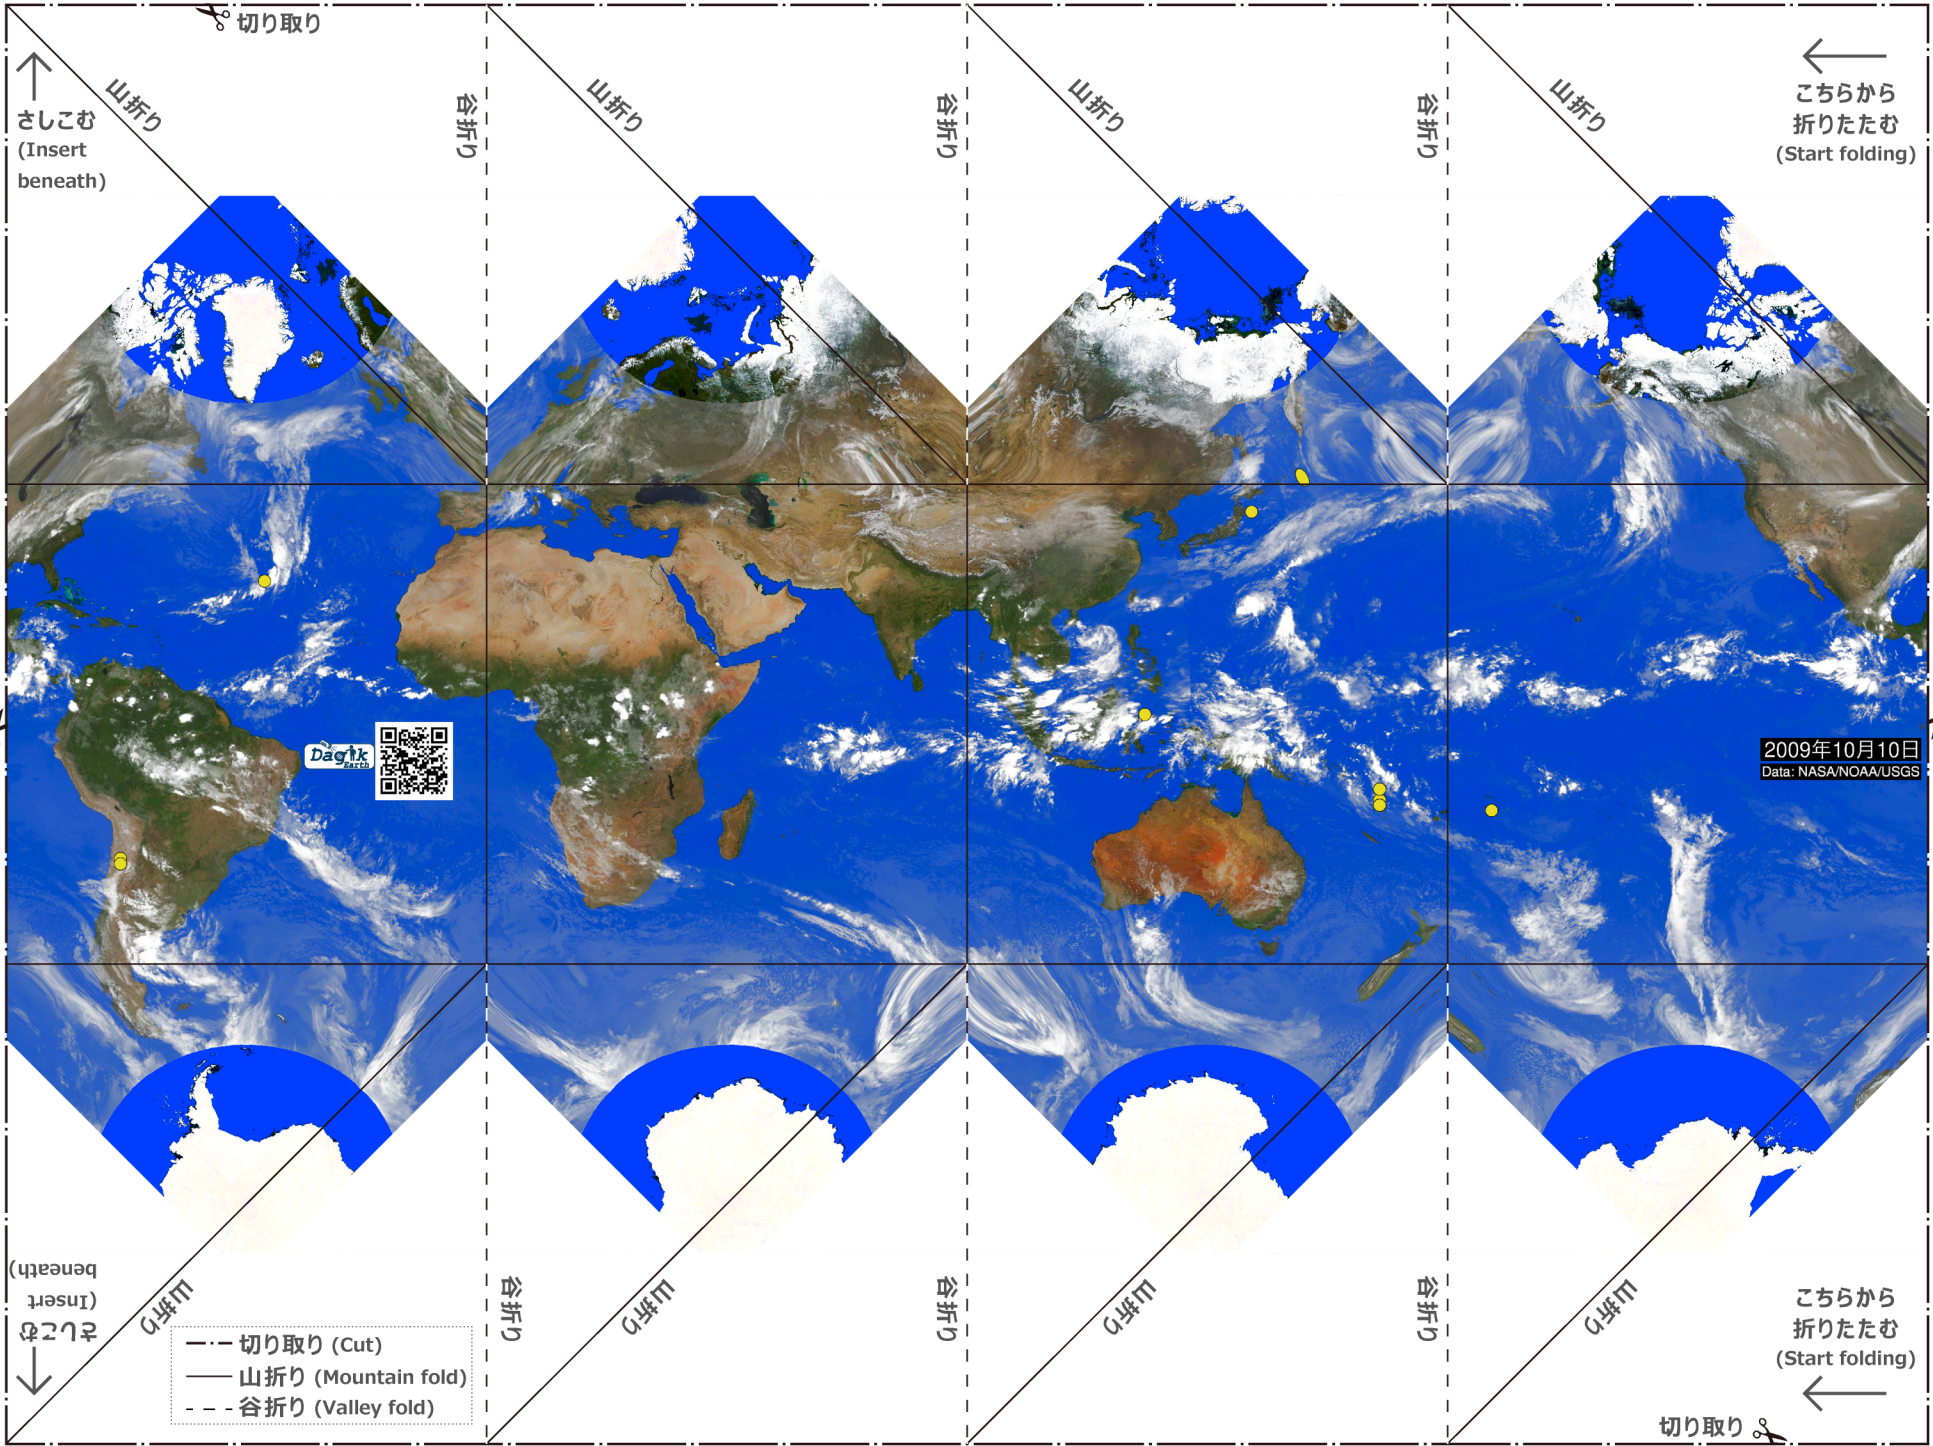 切り取り
山折り
谷折り
山折り
谷折り
山折り
谷折り
山折り
さしこむ
(Insert
beneath)
こちらから
折りたたむ
(Start folding)
Dagik
Earth
2009年10月10日
Data: NASA/NOAA/USGS
さしこむ
(Insert
beneath)
山折り
谷折り
山折り
谷折り
山折り
谷折り
山折り
こちらから
折りたたむ
(Start folding)
切り取り (Cut)
山折り (Mountain fold)
谷折り (Valley fold)
切り取り